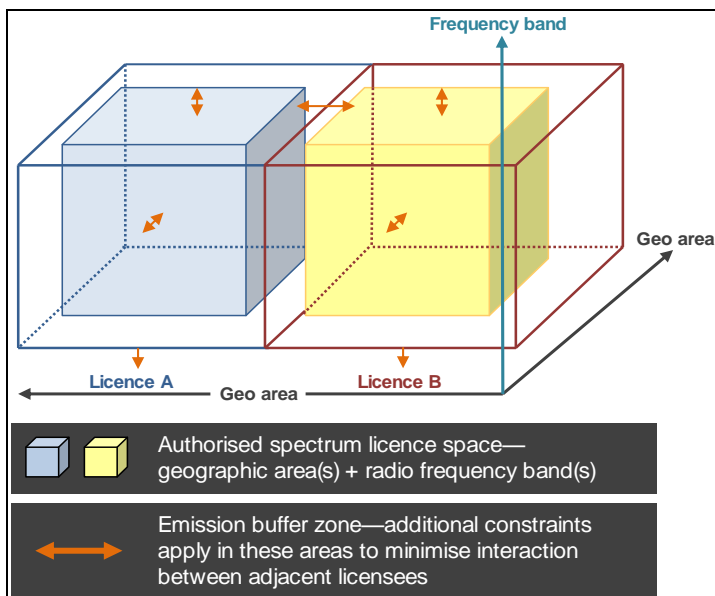 Frequency band
Geo area
Licence A
Licence B
Geo area
Authorised spectrum licence space—
geographic area(s) + radio frequency band(s)
Emission buffer zone—additional constraints
apply in these areas to minimise interaction
between adjacent licensees